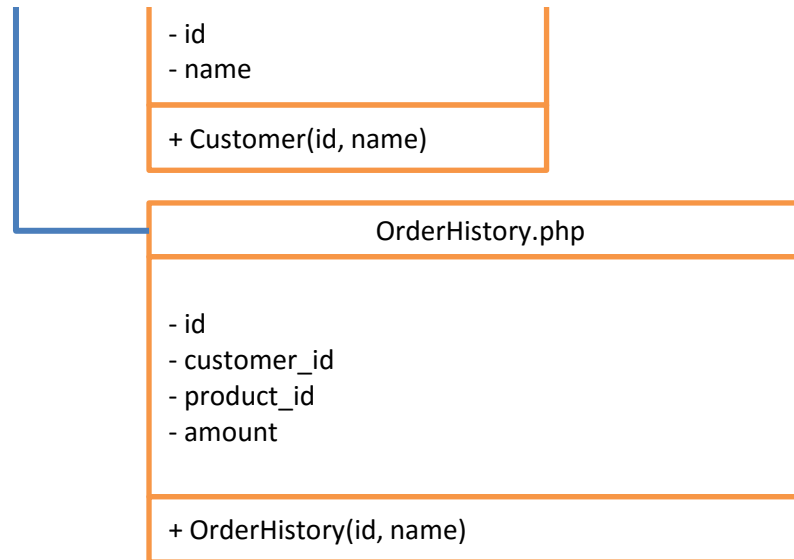 - id
- name
+ Customer(id, name)
OrderHistory.php
- id
- customer_id
- product_id
- amount
+ OrderHistory(id, name)